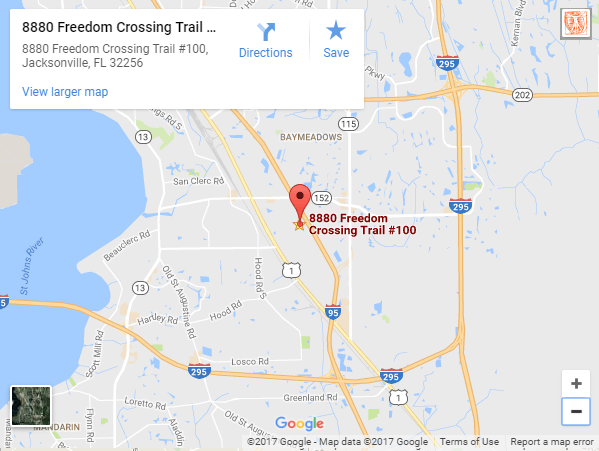 8880 Freedom Crossing Trail ...
8880 Freedom Crossing Trail #100,
Jacksonville, FL 32256
Directions
Save
View larger map
Kernan Blvd
295
Pkwy
202
115
13
BAYMEADOWS
San Clerc Rd
152
295
8880 Freedom
Crossing Trail #100
St Johns River
Beauclerc Rd
1
13
Old St Augustine Rd
Hood Rd S
Hood Rd
Hartley Rd
95
Scott Mill Rd
Losco Rd
295
295
1
Greenland Rd
Loretto Rd
Old St Augus
Flynn Rd
Aladdin
MANDARIN
Google
©2017 Google - Map data ©2017 Google
Terms of Use
Report a map error